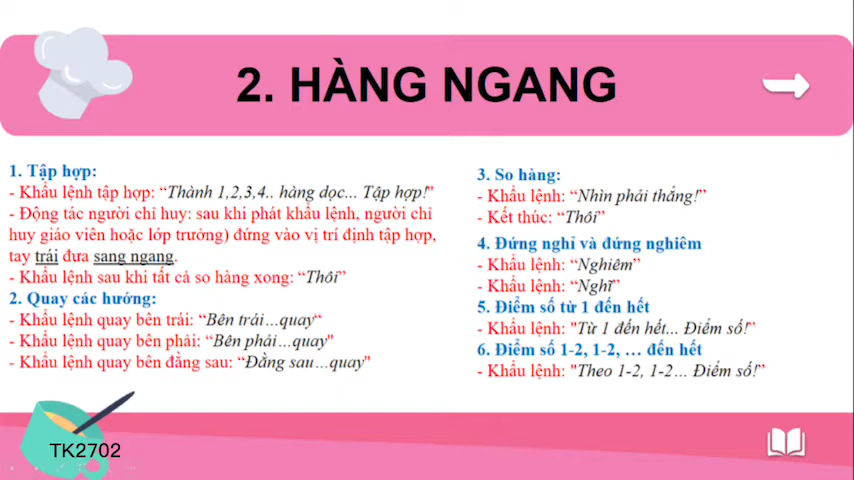 2. HÀNG NGANG
1. Tập hợp:
- Khẩu lệnh tập hợp: “Thành 1,2,3,4.. hàng dọc... Tập hợp!"
- Động tác người chỉ huy: sau khi phát khẩu lệnh, người chỉ
huy giáo viên hoặc lớp trưởng) đứng vào vị trí định tập hợp,
tay trái đưa sang ngang.
- Khẩu lệnh sau khi tất cả so hàng xong: “Thôi”
2. Quay các hướng:
- Khẩu lệnh quay bên trái: “Bên trái…quay“
- Khẩu lệnh quay bên phải: “Bên phải…quay"
- Khẩu lệnh quay bên đằng sau: “Đằng sau…quay"
3. So hàng:
- Khẩu lệnh: “Nhìn phải thẳng!”
- Kết thúc: “Thôi”
4. Đứng nghỉ và đứng nghiêm
- Khẩu lệnh: “Nghiêm”
- Khẩu lệnh: “Nghĩ”
5. Điểm số từ 1 đến hết
- Khẩu lệnh: "Từ 1 đến hết... Điểm số!”
6. Điểm số 1-2, 1-2, … đến hết
- Khẩu lệnh: "Theo 1-2, 1-2… Điểm số!”
TK2702